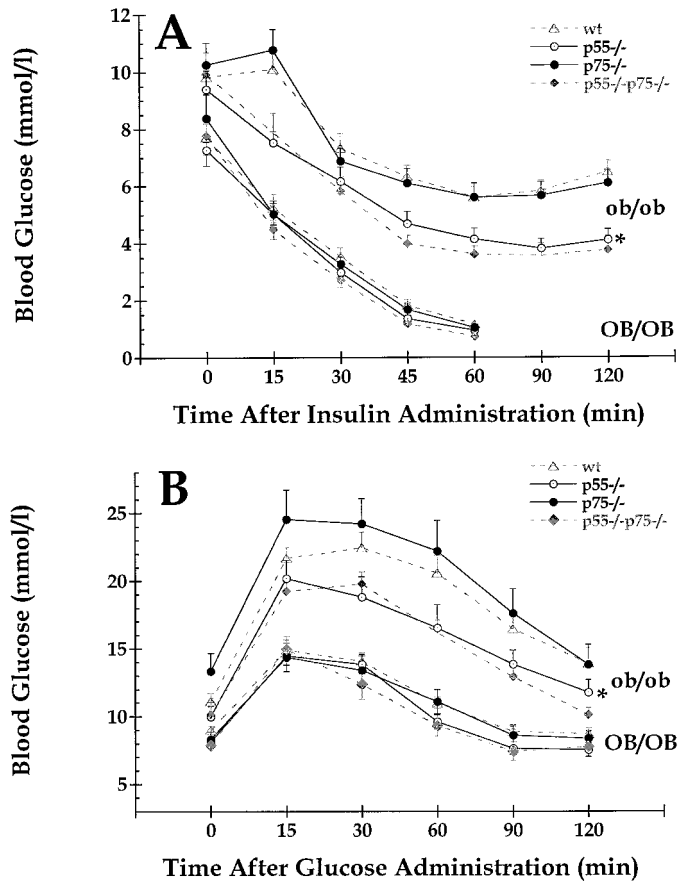 A
12
10
8
6
4
2
0
Blood Glucose (mmol/l)
wt
p55-/-
p75-/-
p55-/-p75-/-
ob/ob
*
OB/OB
0 15 30 45 60 90 120
Time After Insulin Administration (min)
B
25
20
15
10
5
Blood Glucose (mmol/l)
wt
p55-/-
p75-/-
p55-/-p75-/-
ob/ob
*
OB/OB
0 15 30 60 90 120
Time After Glucose Administration (min)